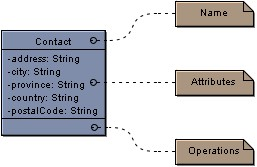 Contact
-address: String
-city: String
-province: String
-country: String
-postalCode: String
Name
Attributes
Operations